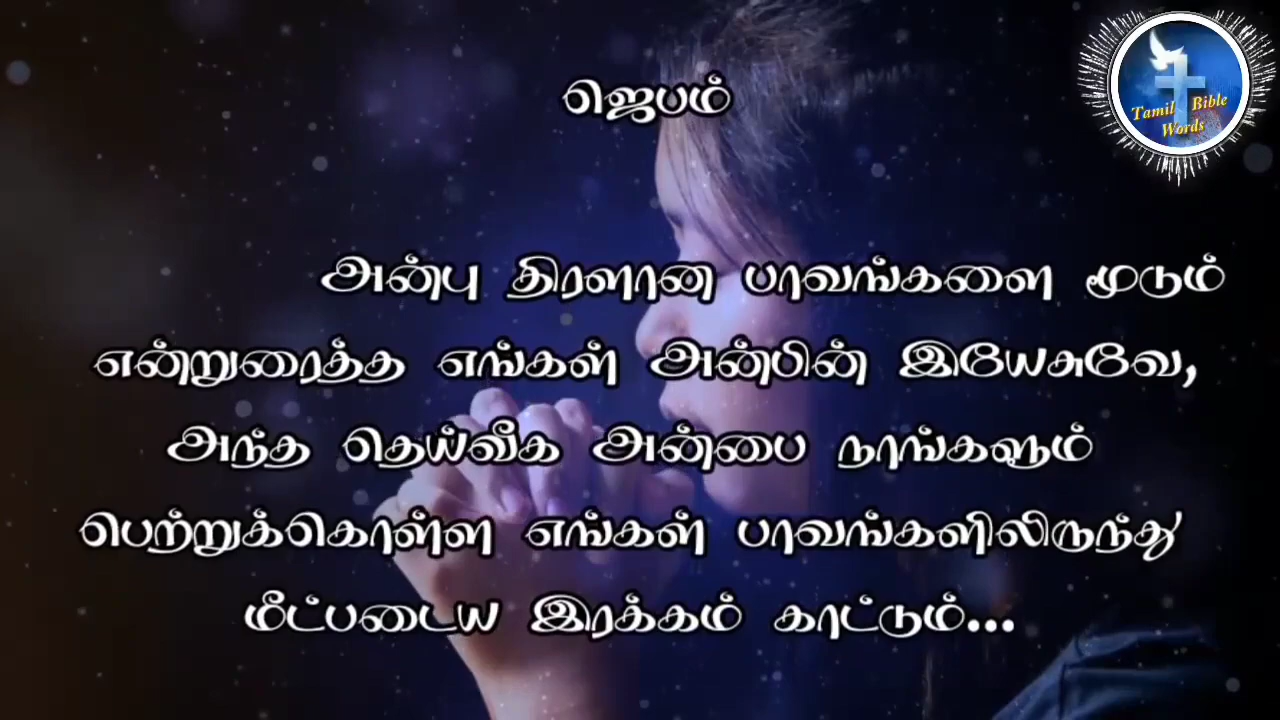 ஜெபம்
Tamil Bible
Words
அன்பு திரளான பாவங்களை மூடும்
என்றுரைத்த எங்கள் அன்பின் இயேசுவே,
அந்த தெய்வீக அன்பை நாங்களும்
பெற்றுக்கொள்ள எங்கள் பாவங்களிலிருந்து
மீட்படைய இரக்கம் காட்டும்...